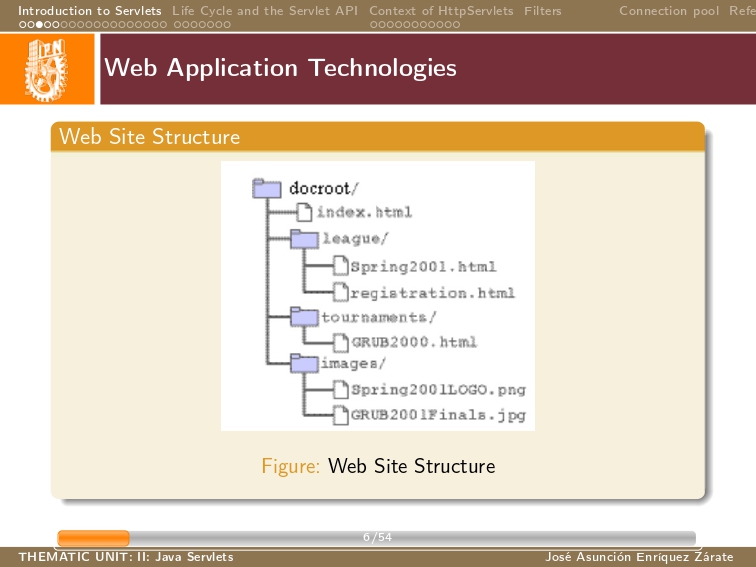 Introduction to Servlets Life Cycle and the Servlet API Context of HttpServlets Filters Connection pool Refe
Web Application Technologies
Web Site Structure
docroot/
index.html
league/
Spring2001.html
registration.html
tournaments/
GRUB2000.html
images/
Spring2001LOGO.png
GRUB2001Finals.jpg
Figure: Web Site Structure
6/54
THEMATIC UNIT: II: Java Servlets José Asunción Enríquez Zárate